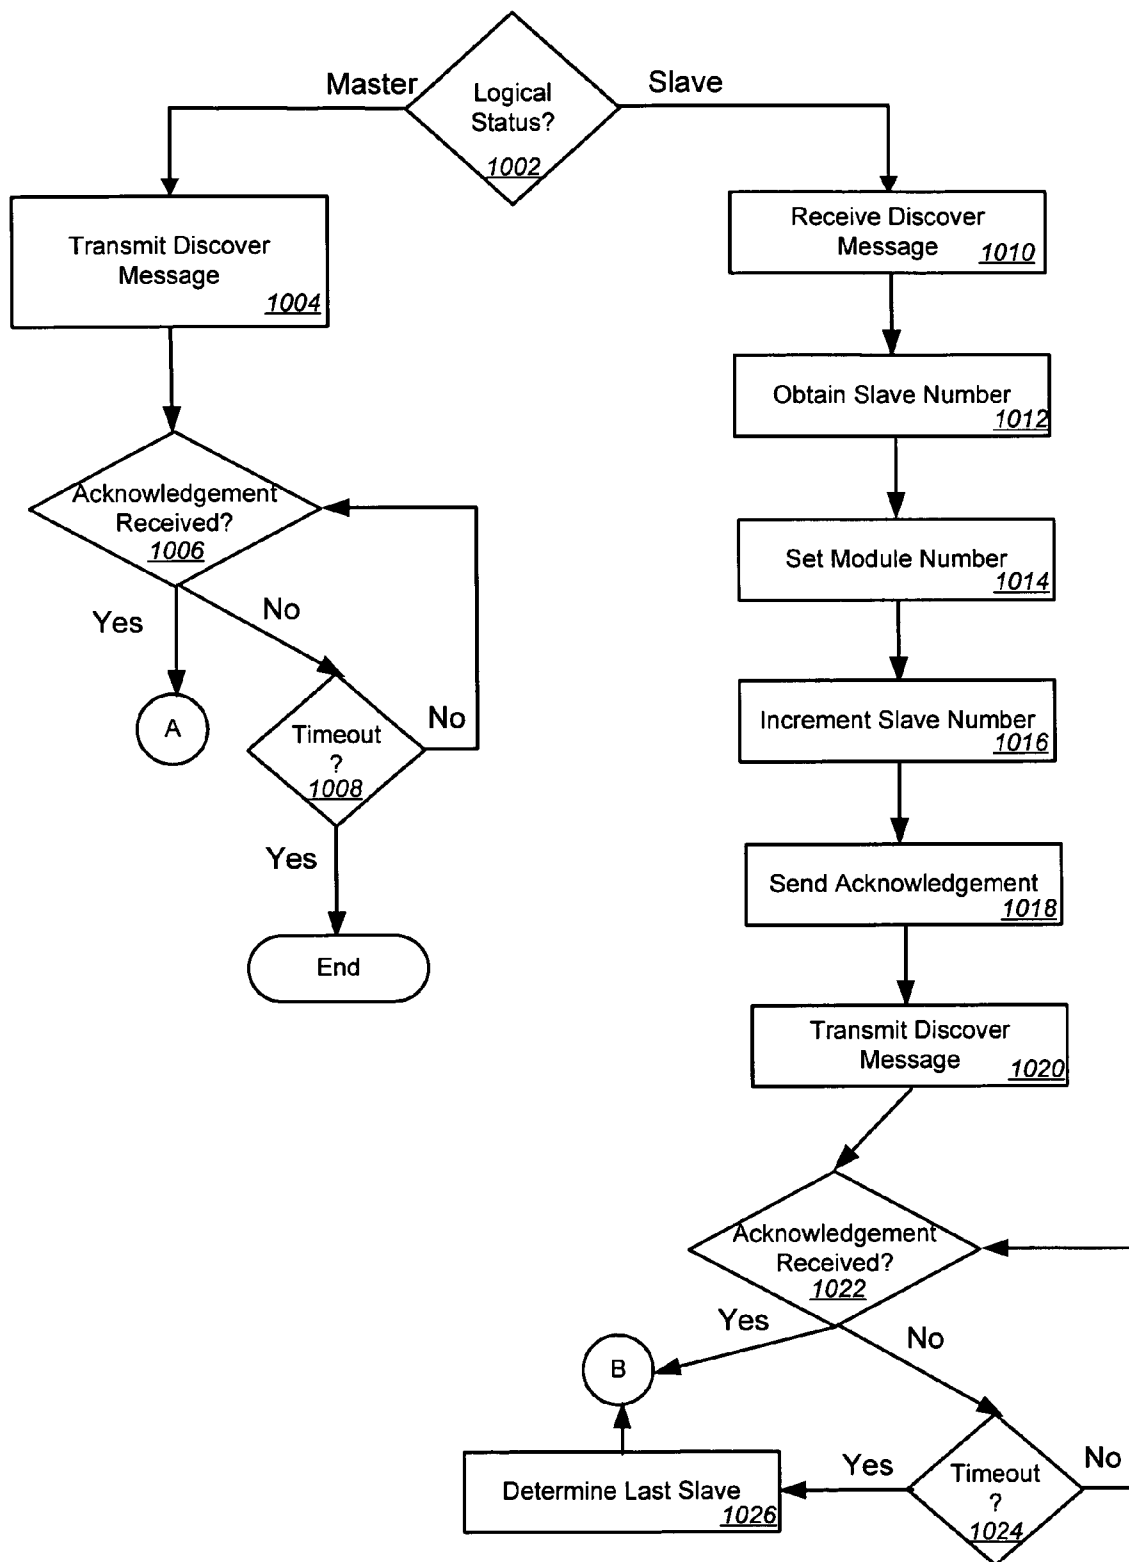 Master
Logical
Status?
1002
Slave
Transmit Discover
Message
1004
Acknowledgement
Received?
1006
Yes
No
A
Timeout
?
1008
No
Yes
End
Receive Discover
Message
1010
Obtain Slave Number
1012
Set Module Number
1014
Increment Slave Number
1016
Send Acknowledgement
1018
Transmit Discover
Message
1020
Acknowledgement
Received?
1022
Yes
No
B
Timeout
?
1024
No
Yes
Determine Last Slave
1026